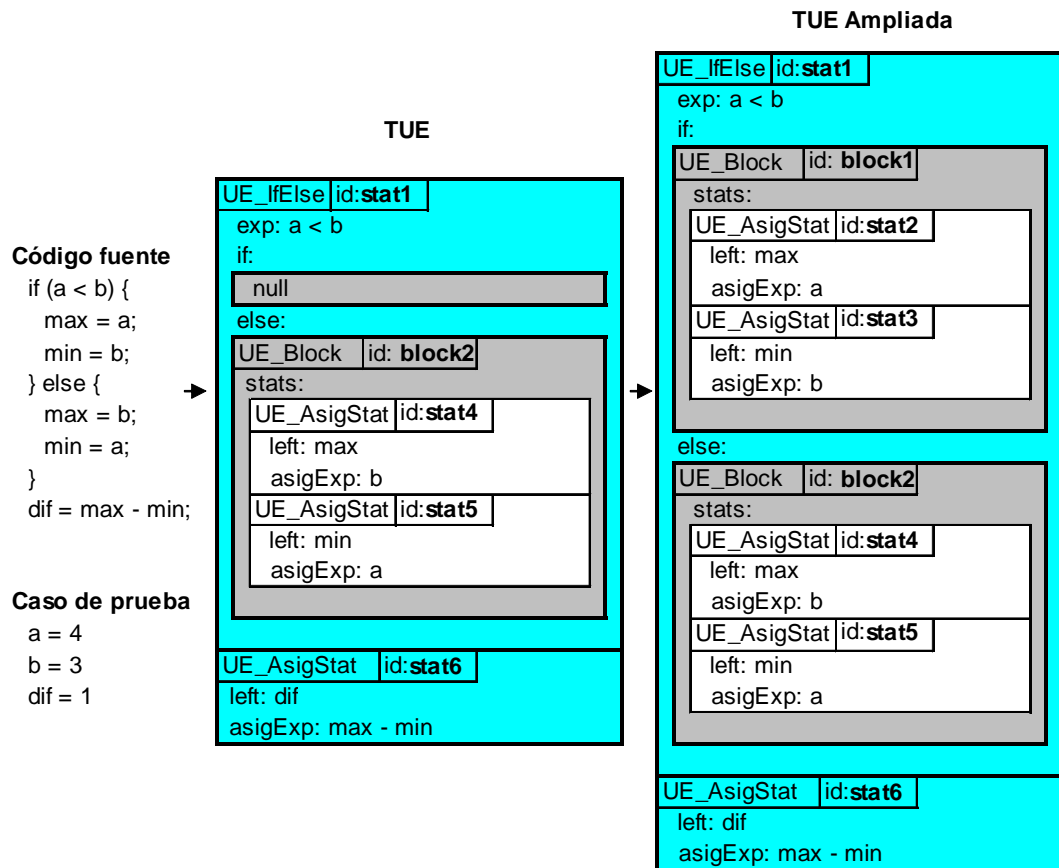 Código fuente
if (a < b) {
max = a;
min = b;
} else {
max = b;
min = a;
}
dif = max - min;
Caso de prueba
a = 4
b = 3
dif = 1
TUE
UE_IfElse id:stat1
exp: a < b
if:
null
else:
UE_Block id: block2
stats:
UE_AsigStat id:stat4
left: max
asigExp: b
UE_AsigStat id:stat5
left: min
asigExp: a
UE_AsigStat id:stat6
left: dif
asigExp: max - min
TUE Ampliada
UE_IfElse id:stat1
exp: a < b
if:
UE_Block id: block1
stats:
UE_AsigStat id:stat2
left: max
asigExp: a
UE_AsigStat id:stat3
left: min
asigExp: b
else:
UE_Block id: block2
stats:
UE_AsigStat id:stat4
left: max
asigExp: b
UE_AsigStat id:stat5
left: min
asigExp: a
UE_AsigStat id:stat6
left: dif
asigExp: max - min